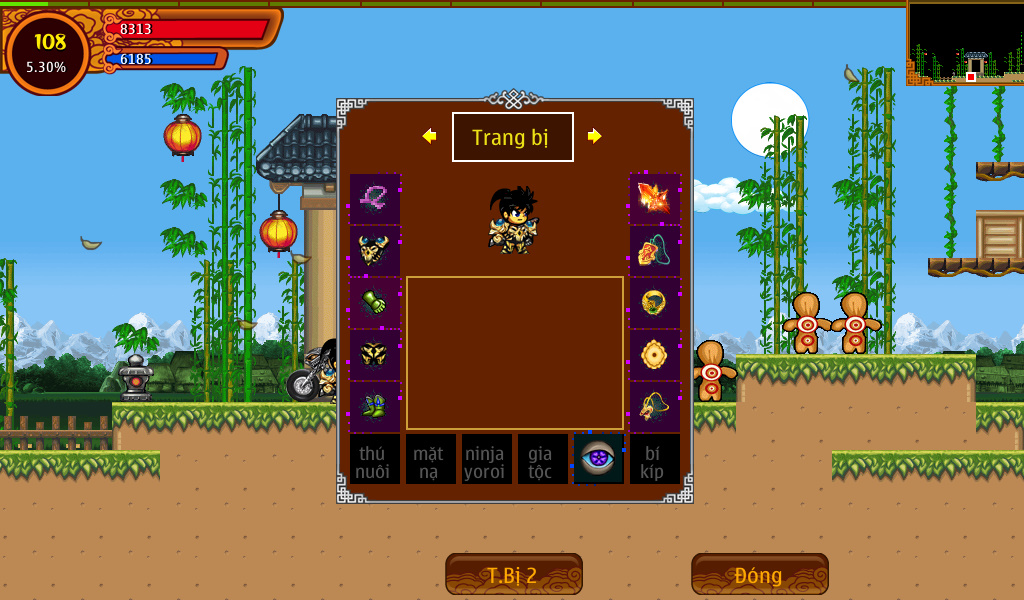 108
5.30%
8313
6185
Trang bị
thú
nuôi
mặt
nạ
ninja
yoroi
gia
tộc
bí
kíp
T.Bị 2
Đóng